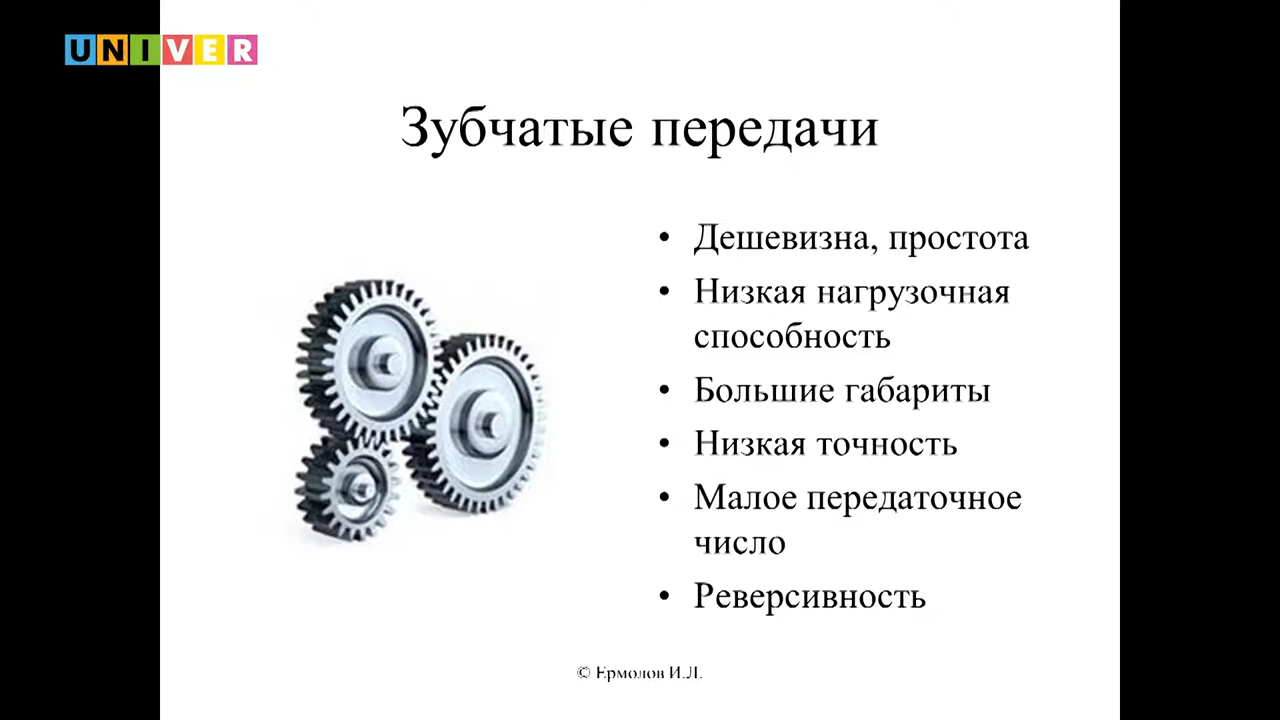 UNIVER
Зубчатые передачи
• Дешевизна, простота
• Низкая нагрузочная
способность
• Большие габариты
• Низкая точность
• Малое передаточное
число
• Реверсивность
© Ермолов И.Л.